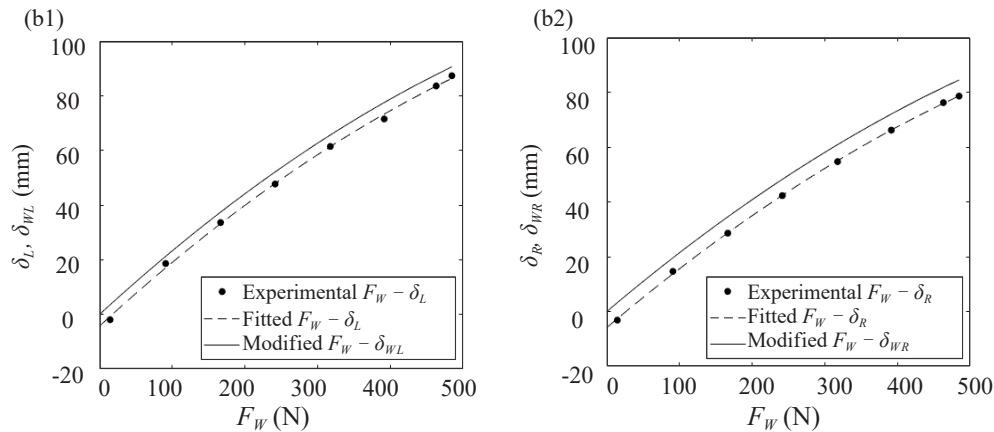 (b1)
100
80
60
40
20
0
-20
δL, δWL (mm)
Experimental FW − δL
Fitted FW − δL
Modified FW − δWL
0 100 200 300 400 500
FW (N)
(b2)
100
80
60
40
20
0
-20
δR, δWR (mm)
Experimental FW − δR
Fitted FW − δR
Modified FW − δWR
0 100 200 300 400 500
FW (N)